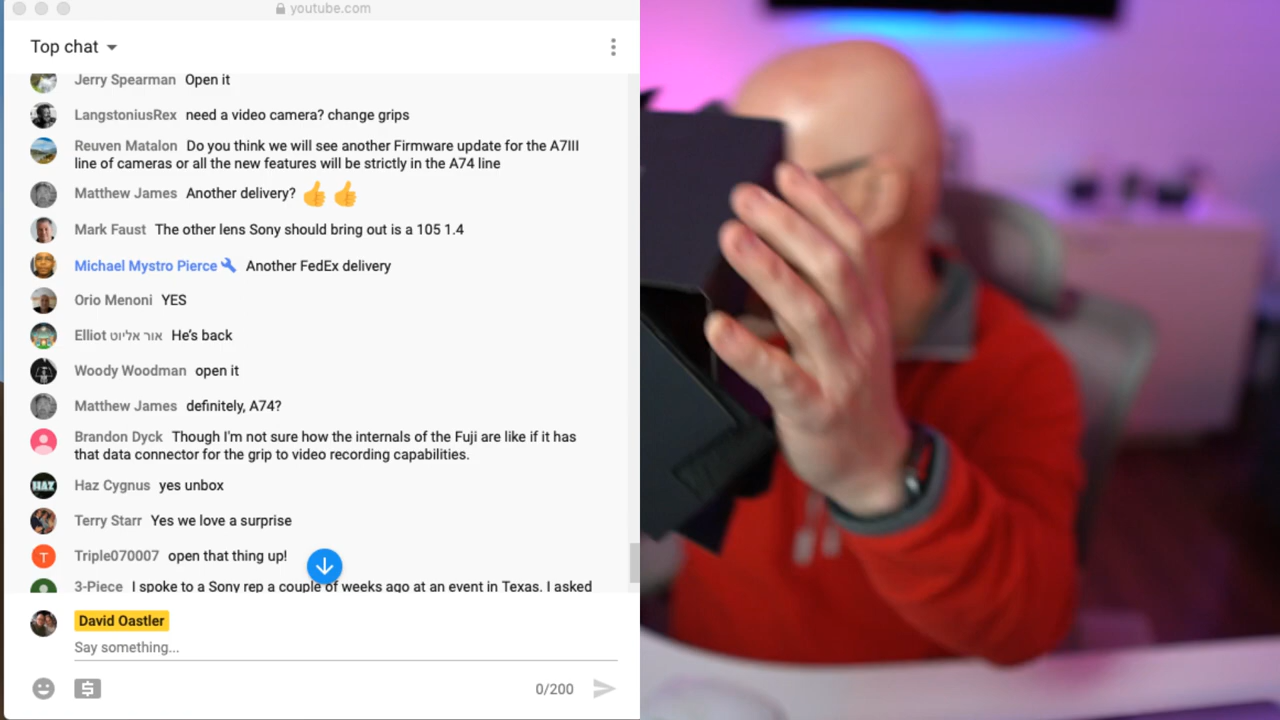 youtube.com
Top chat
Jerry Spearman Open it
LangstoniusRex need a video camera? change grips
Reuven Matalon Do you think we will see another Firmware update for the A7III
line of cameras or all the new features will be strictly in the A74 line
Matthew James Another delivery? 👍 👍
Mark Faust The other lens Sony should bring out is a 105 1.4
Michael Mystro Pierce Another FedEx delivery
Orio Menoni YES
Elliot אור אליוט He's back
Woody Woodman open it
Matthew James definitely, A74?
Brandon Dyck Though I'm not sure how the internals of the Fuji are like if it has
that data connector for the grip to video recording capabilities.
HAZ
Haz Cygnus yes unbox
Terry Starr Yes we love a surprise
T
Triple070007 open that thing up!
3-Piece I spoke to a Sony rep a couple of weeks ago at an event in Texas. I asked
David Oastler
Say something...
$
0/200